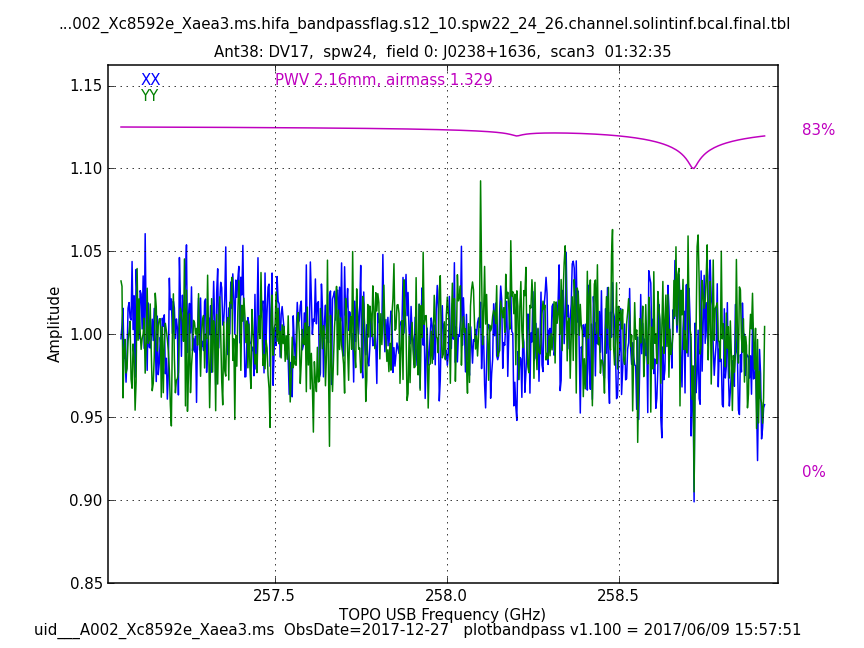 ...002_Xc8592e_Xaea3.ms.hifa_bandpassflag.s12_10.spw22_24_26.channel.solintinf.bcal.final.tbl
Ant38: DV17,  spw24,  field 0: J0238+1636,  scan3  01:32:35
XX
PWV 2.16mm, airmass 1.329
YY
1.15
1.10
1.05
1.00
0.95
0.90
0.85
Amplitude
83%
0%
257.5
258.0
258.5
TOPO USB Frequency (GHz)
uid___A002_Xc8592e_Xaea3.ms  ObsDate=2017-12-27   plotbandpass v1.100 = 2017/06/09 15:57:51